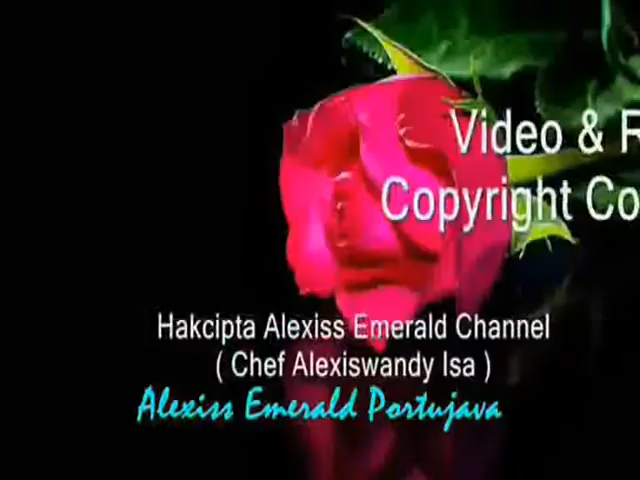 Video & R
Copyright Co
Hakcipta Alexiss Emerald Channel
( Chef Alexiswandy Isa )
Alexiss Emerald Portujava